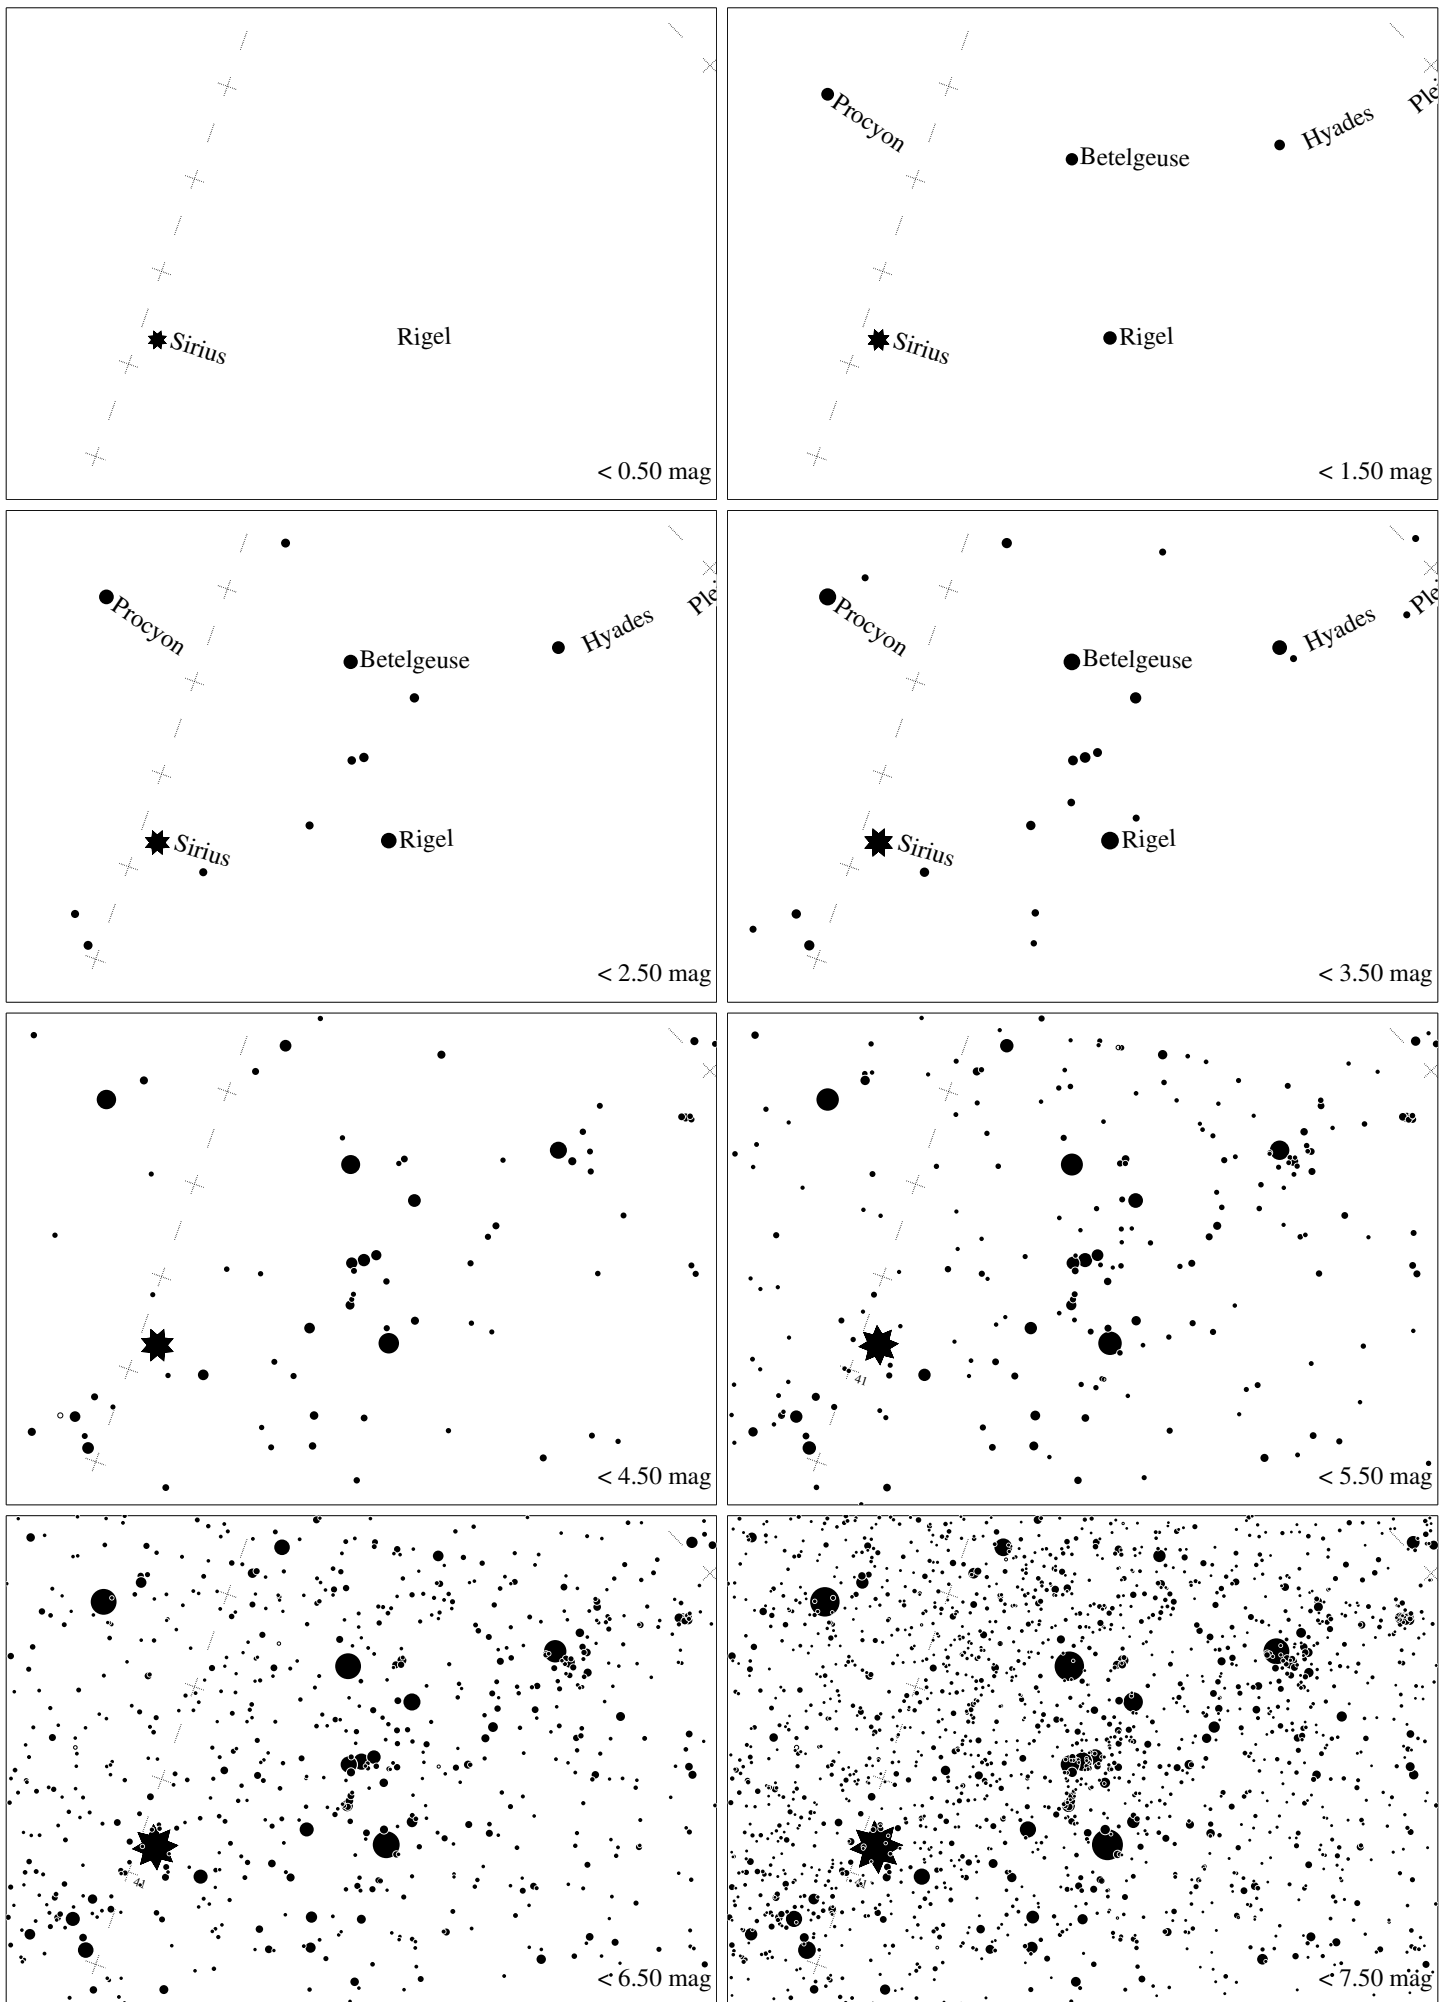 Sirius
Rigel
< 0.50 mag
Procyon
Betelgeuse
Hyades
Ple
Sirius
Rigel
< 1.50 mag
Procyon
Betelgeuse
Hyades
Ple
Sirius
Rigel
< 2.50 mag
Procyon
Betelgeuse
Hyades
Ple
Sirius
Rigel
< 3.50 mag
< 4.50 mag
41
< 5.50 mag
41
< 6.50 mag
41
< 7.50 mag